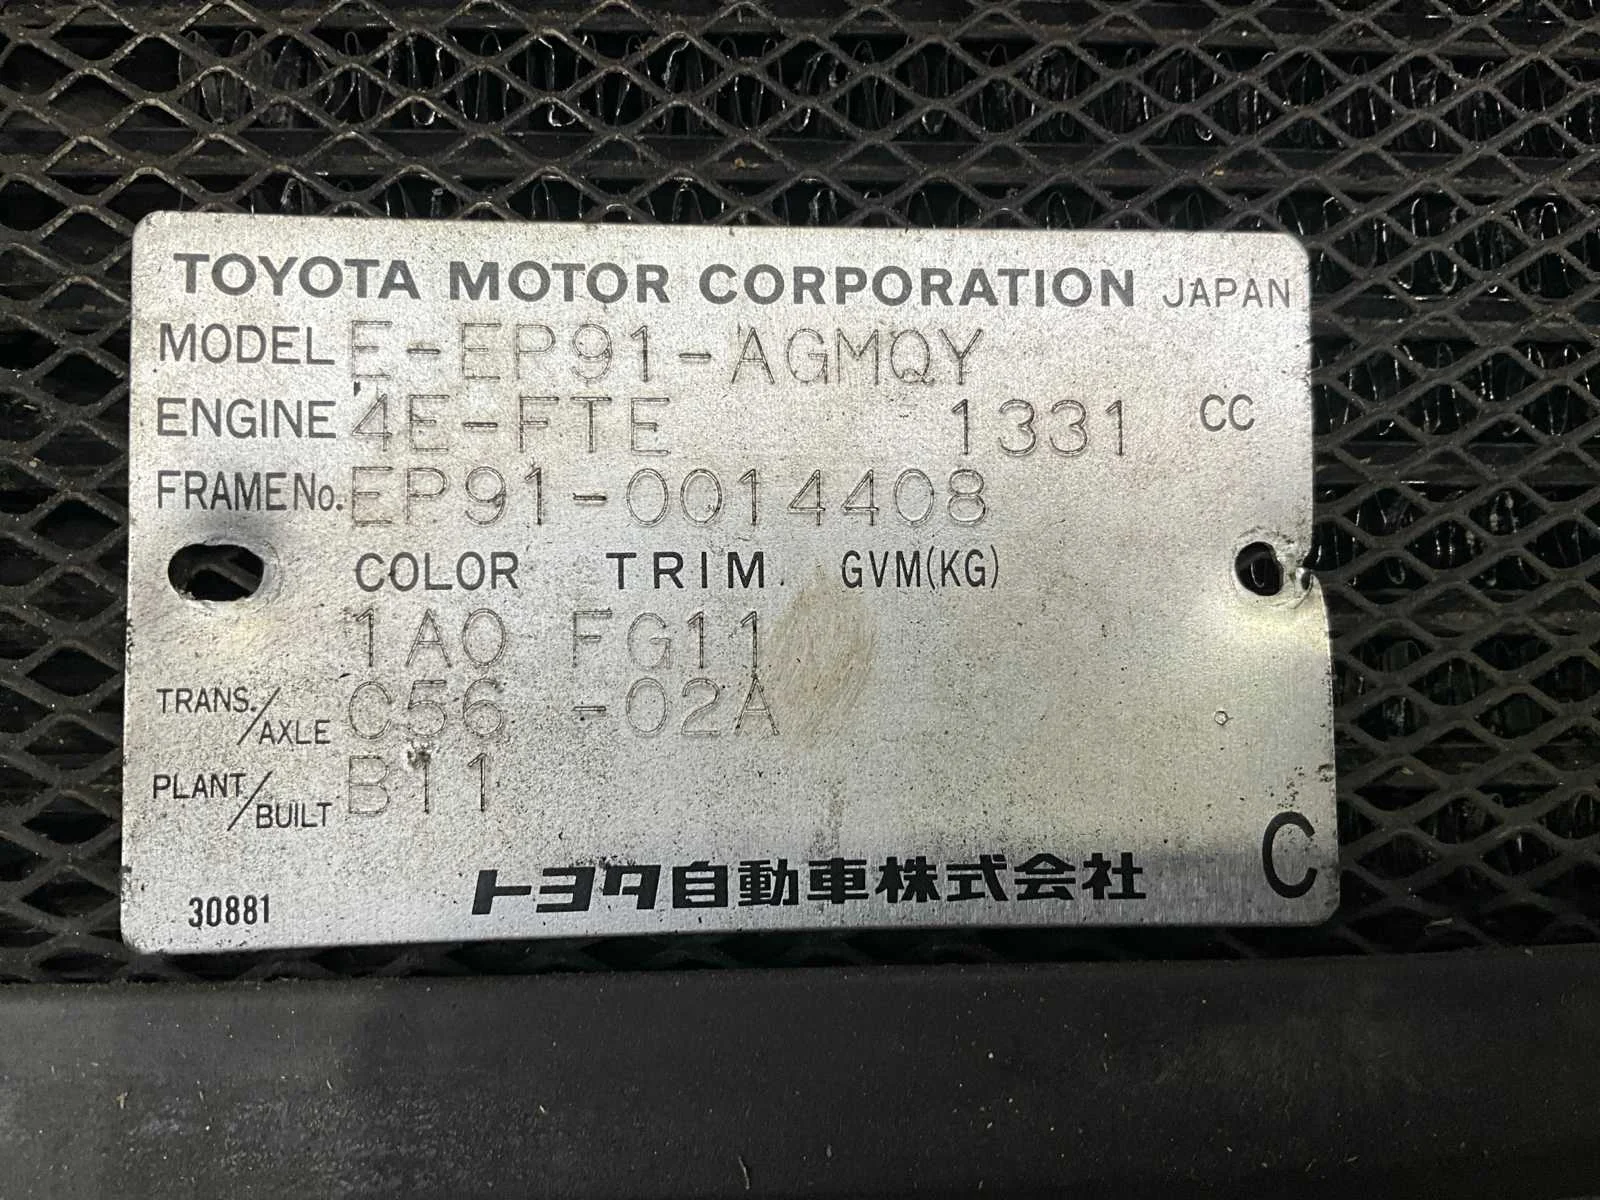 TOYOTA MOTOR CORPORATION JAPAN
MODEL E-EP91-AGMQY
ENGINE 4E-FTE 1331 CC
FRAME No. EP91-0014408
COLOR TRIM GVM(KG)
1A0 FG11
TRANS./AXLE C56 -02A
PLANT/BUILT B11
30881 トヨタ自動車株式会社 C